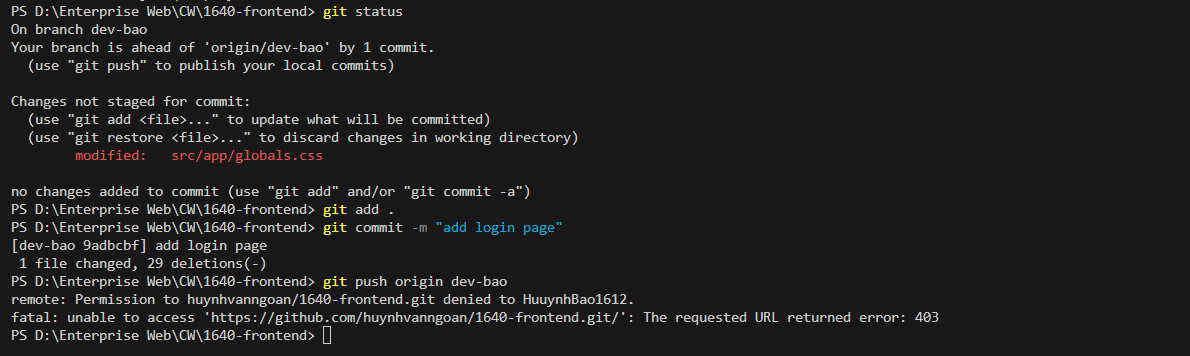 PS D:\Enterprise Web\CW\1640-frontend> git status
On branch dev-bao
Your branch is ahead of 'origin/dev-bao' by 1 commit.
  (use "git push" to publish your local commits)

Changes not staged for commit:
  (use "git add <file>..." to update what will be committed)
  (use "git restore <file>..." to discard changes in working directory)
        modified:   src/app/globals.css

no changes added to commit (use "git add" and/or "git commit -a")
PS D:\Enterprise Web\CW\1640-frontend> git add .
PS D:\Enterprise Web\CW\1640-frontend> git commit -m "add login page"
[dev-bao 9adbcbf] add login page
 1 file changed, 29 deletions(-)
PS D:\Enterprise Web\CW\1640-frontend> git push origin dev-bao
remote: Permission to huynhvanngoan/1640-frontend.git denied to HuuynhBao1612.
fatal: unable to access 'https://github.com/huynhvanngoan/1640-frontend.git/': The requested URL returned error: 403
PS D:\Enterprise Web\CW\1640-frontend>